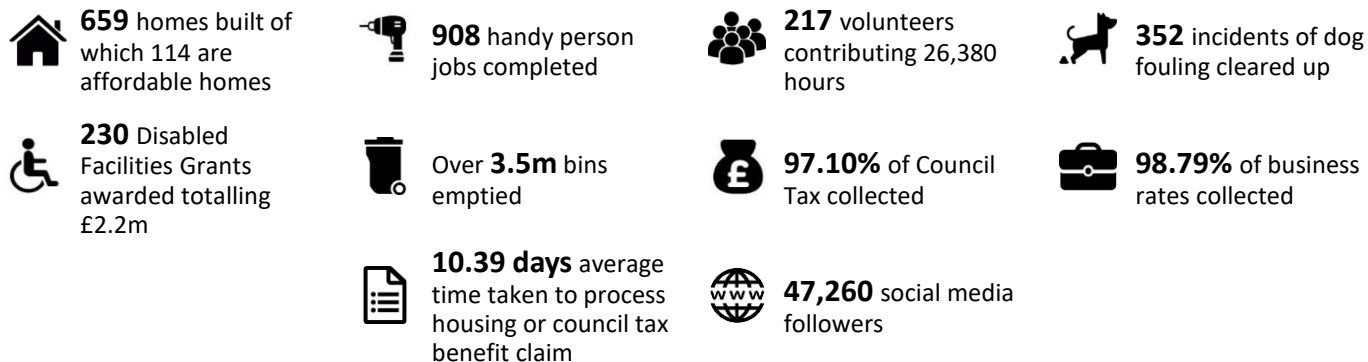 659 homes built of
which 114 are
affordable homes
908 handy person
jobs completed
217 volunteers
contributing 26,380
hours
352 incidents of dog
fouling cleared up
230 Disabled
Facilities Grants
awarded totalling
£2.2m
Over 3.5m bins
emptied
£
97.10% of Council
Tax collected
98.79% of business
rates collected
10.39 days average
time taken to process
housing or council tax
benefit claim
www
47,260 social media
followers